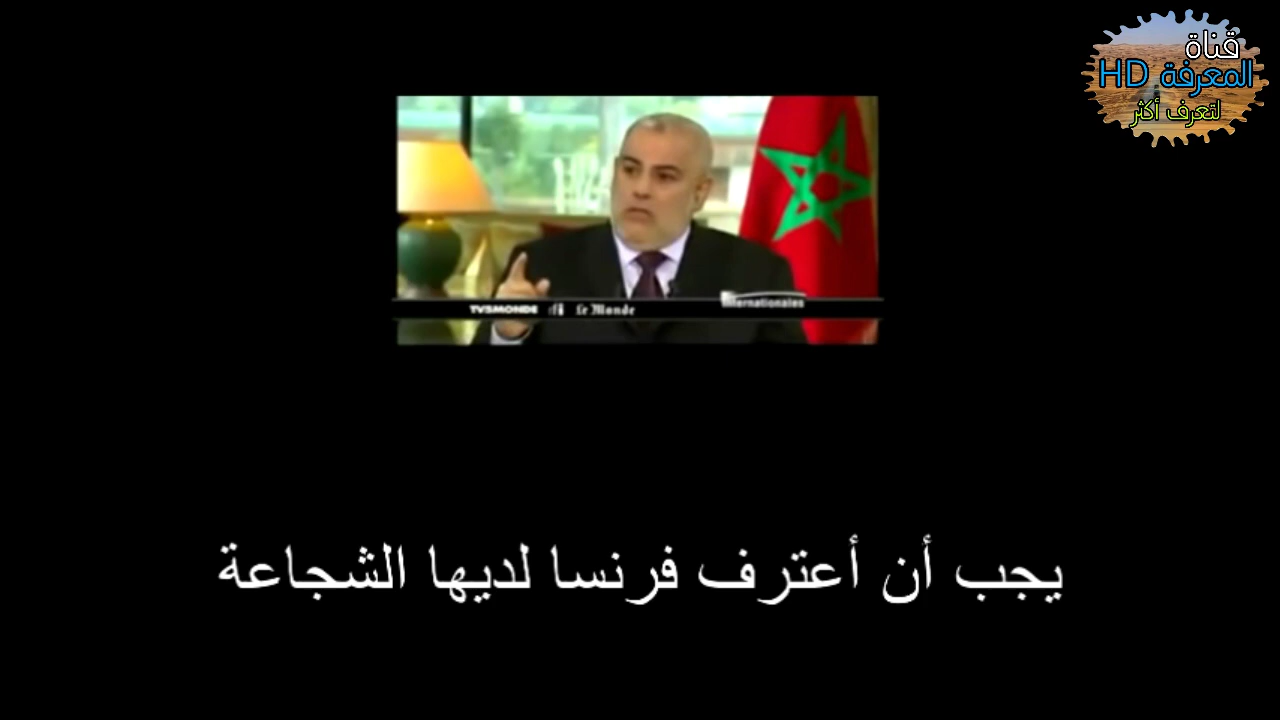 قناة
المعرفة HD
لتعرف أكثر
TV5MONDE
Le Monde
internationales
يجب أن أعترف فرنسا لديها الشجاعة